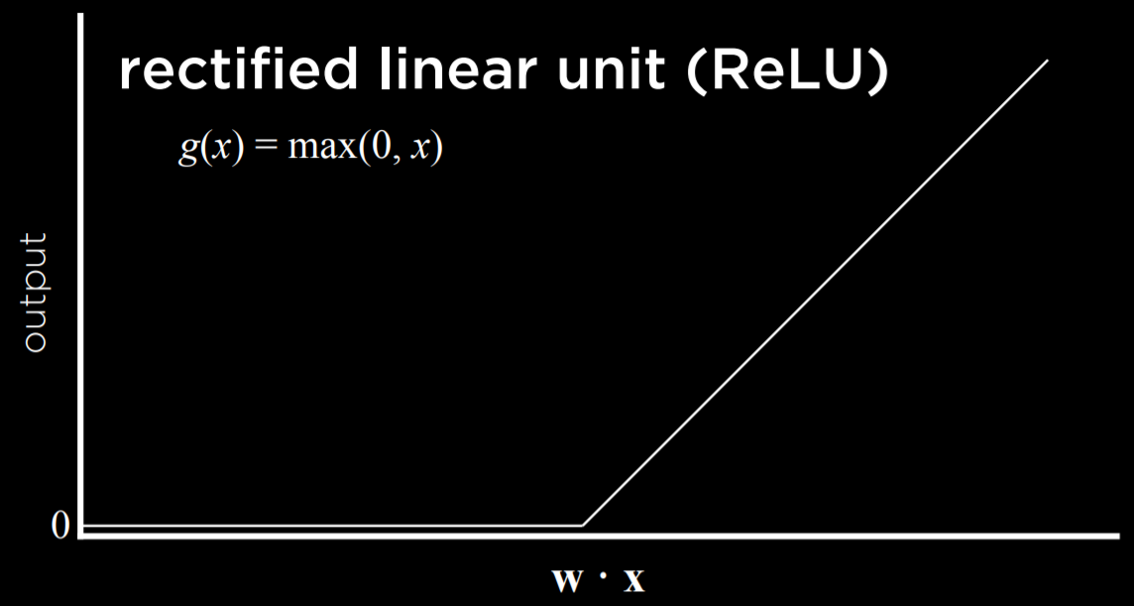 rectified linear unit (ReLU)
g(x) = max(0, x)
output
0
w · x